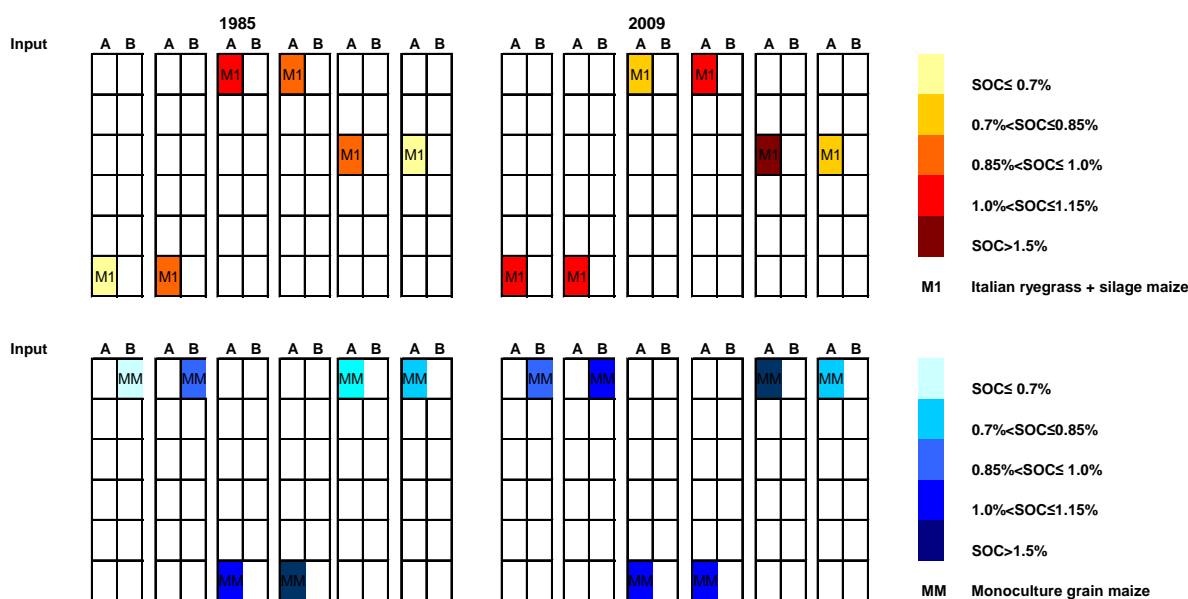 1985 2009
Input A B A B A B A B A B A B A B A B A B A B A B A B
M1 M1 M1 M1
SOC≤ 0.7%
0.7%<SOC≤0.85%
M1 M1 M1 M1
0.85%<SOC≤ 1.0%
1.0%<SOC≤1.15%
SOC>1.5%
M1 M1 M1 M1
M1 Italian ryegrass + silage maize
Input A B A B A B A B A B A B A B A B A B A B A B A B
MM MM MM MM MM MM MM MM
SOC≤ 0.7%
0.7%<SOC≤0.85%
0.85%<SOC≤ 1.0%
1.0%<SOC≤1.15%
SOC>1.5%
MM MM MM MM
MM Monoculture grain maize